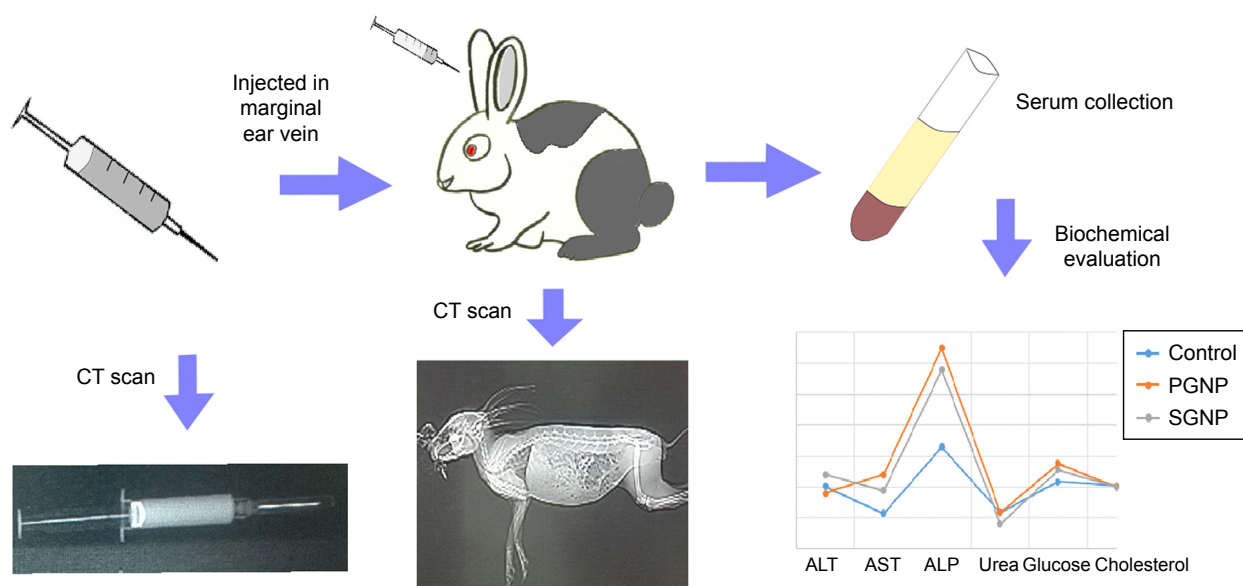 Injected in
marginal
ear vein
Serum collection
Biochemical
evaluation
CT scan
CT scan
Control
PGNP
SGNP
ALT AST ALP Urea Glucose Cholesterol